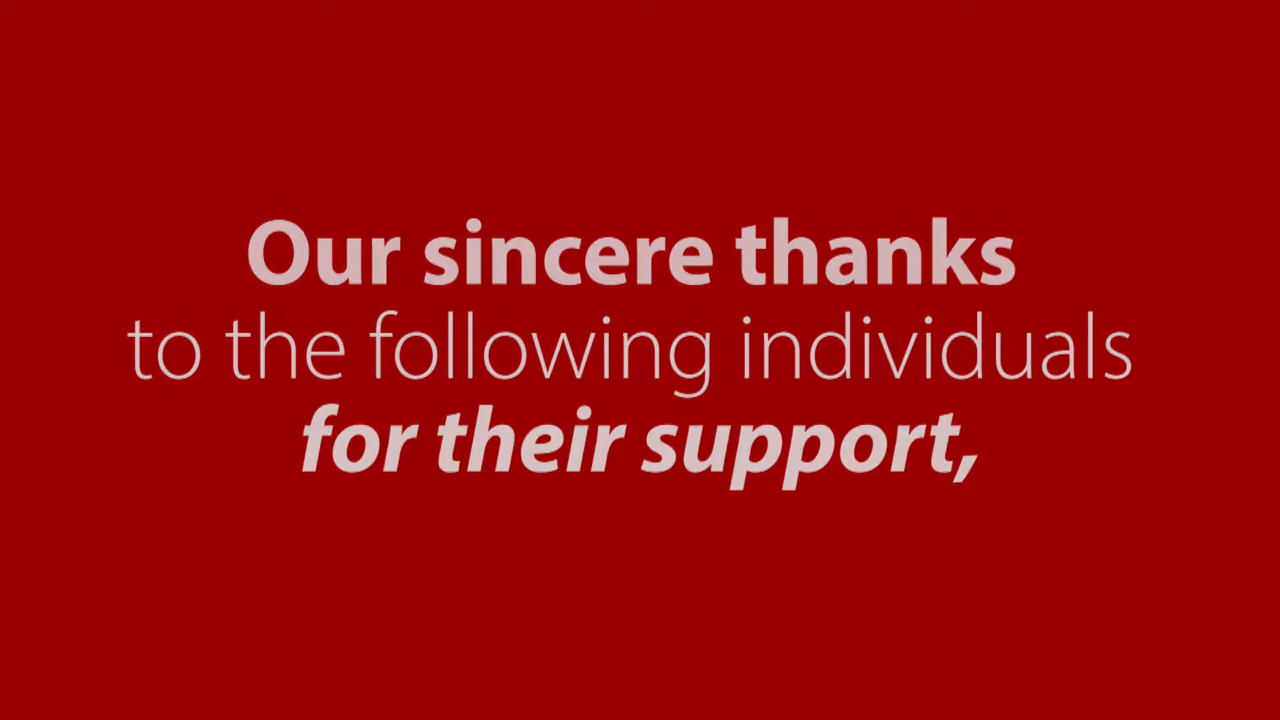 Our sincere thanks
to the following individuals
for their support,